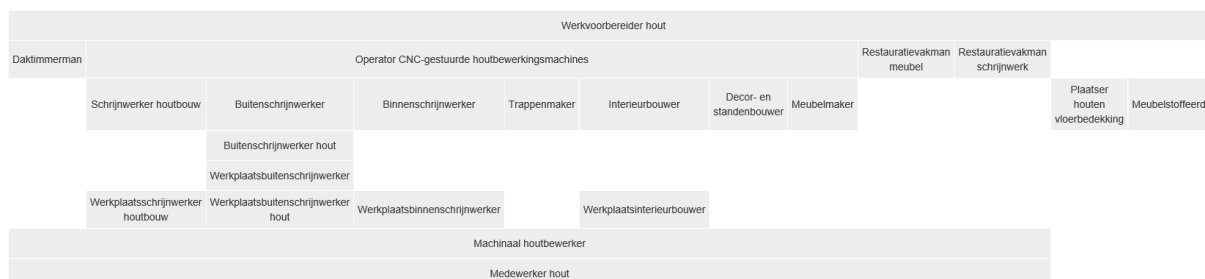 Werkvoorbereider hout
Daktimmerman
Operator CNC-gestuurde houtbewerkingsmachines
Restauratievakman
meubel
Restauratievakman
schrijnwerk
Schrijnwerker houtbouw
Buitenschrijnwerker
Binnenschrijnwerker
Trappenmaker
Interieurbouwer
Decor- en
standenbouwer
Meubelmaker
Plaatser
houten
vloerbedekking
Meubelstoffeerd
Buitenschrijnwerker hout
Werkplaatsbuitenschrijnwerker
Werkplaatsschrijnwerker
houtbouw
Werkplaatsbuitenschrijnwerker
hout
Werkplaatsbinnenschrijnwerker
Werkplaatsinterieurbouwer
Machinaal houtbewerker
Medewerker hout